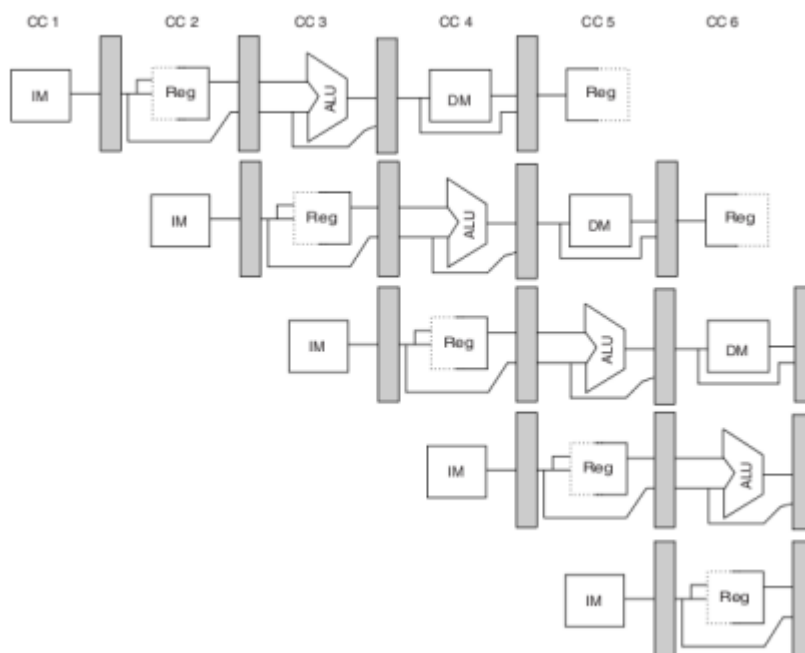 CC 1 CC 2 CC 3 CC 4 CC 5 CC 6
IM Reg ALU DM Reg
IM Reg ALU DM Reg
IM Reg ALU DM
IM Reg ALU
IM Reg